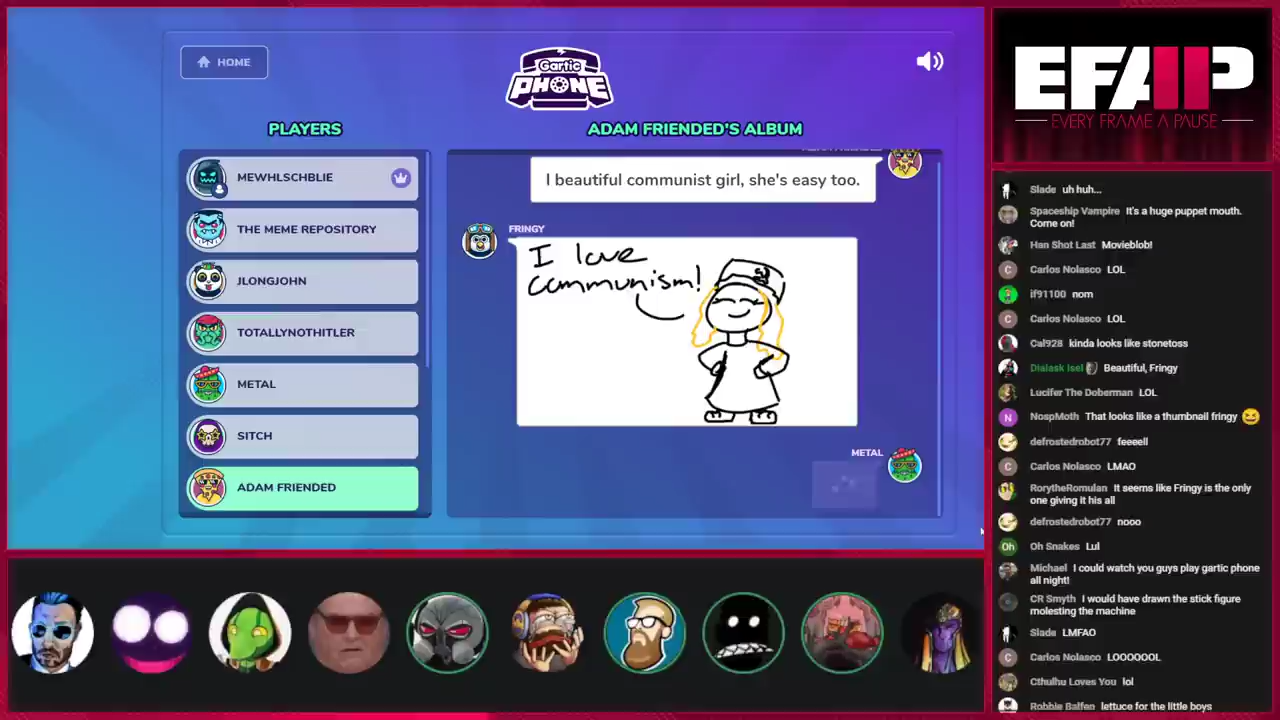 HOME
Gartic
PHONE
PLAYERS
ADAM FRIENDED'S ALBUM
MEWHLSCHBLIE
THE MEME REPOSITORY
JLONGJOHN
TOTALLYNOTHITLER
METAL
SITCH
ADAM FRIENDED
I beautiful communist girl, she's easy too.
FRINGY
I love
communism!
METAL
EFAP
EVERY FRAME A PAUSE
Slade uh huh...
Spaceship Vampire It's a huge puppet mouth.
Come on!
Han Shot Last Movieblob!
Carlos Nolasco LOL
if91100 nom
Carlos Nolasco LOL
Cal928 kinda looks like stonetoss
Dialask Isel Beautiful, Fringy
Lucifer The Doberman LOL
N
NospMoth That looks like a thumbnail fringy
defrostedrobot77 feeeell
Carlos Nolasco LMAO
RorytheRomulan It seems like Fringy is the only
one giving it his all
defrostedrobot77 nooo
Oh
Oh Snakes Lul
Michael I could watch you guys play gartic phone
all night!
CR Smyth I would have drawn the stick figure
molesting the machine
Slade LMFAO
C
Carlos Nolasco LOOOOOOL
Cthulhu Loves You lol
Robbie Balfen lettuce for the little boys